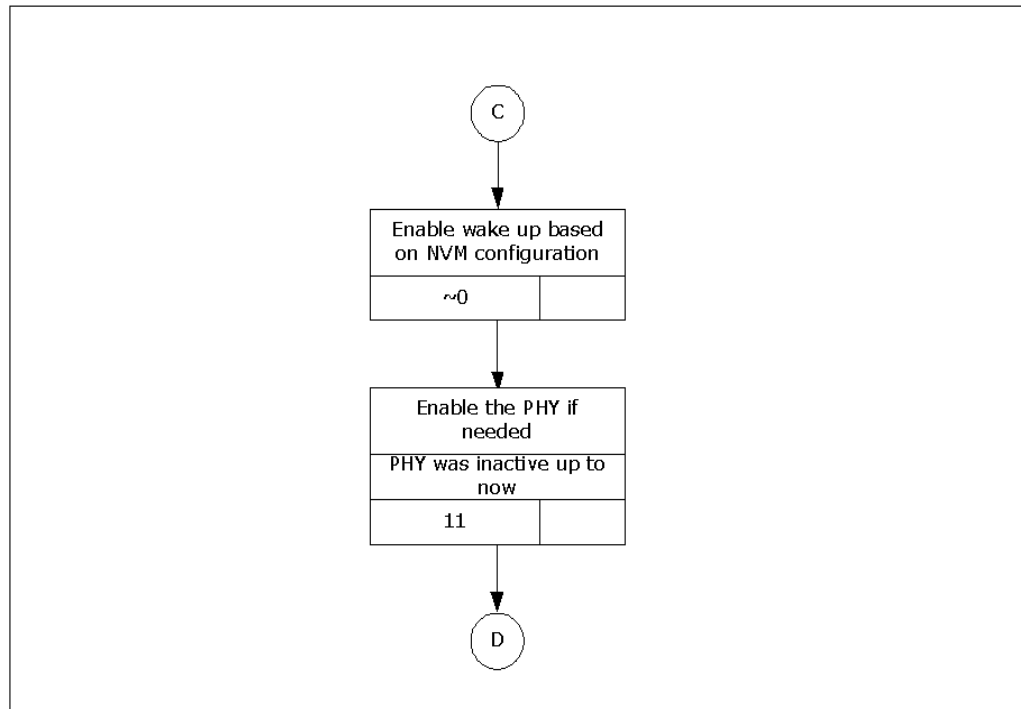 C
Enable wake up based
on NVM configuration
~0
Enable the PHY if
needed
PHY was inactive up to
now
11
D